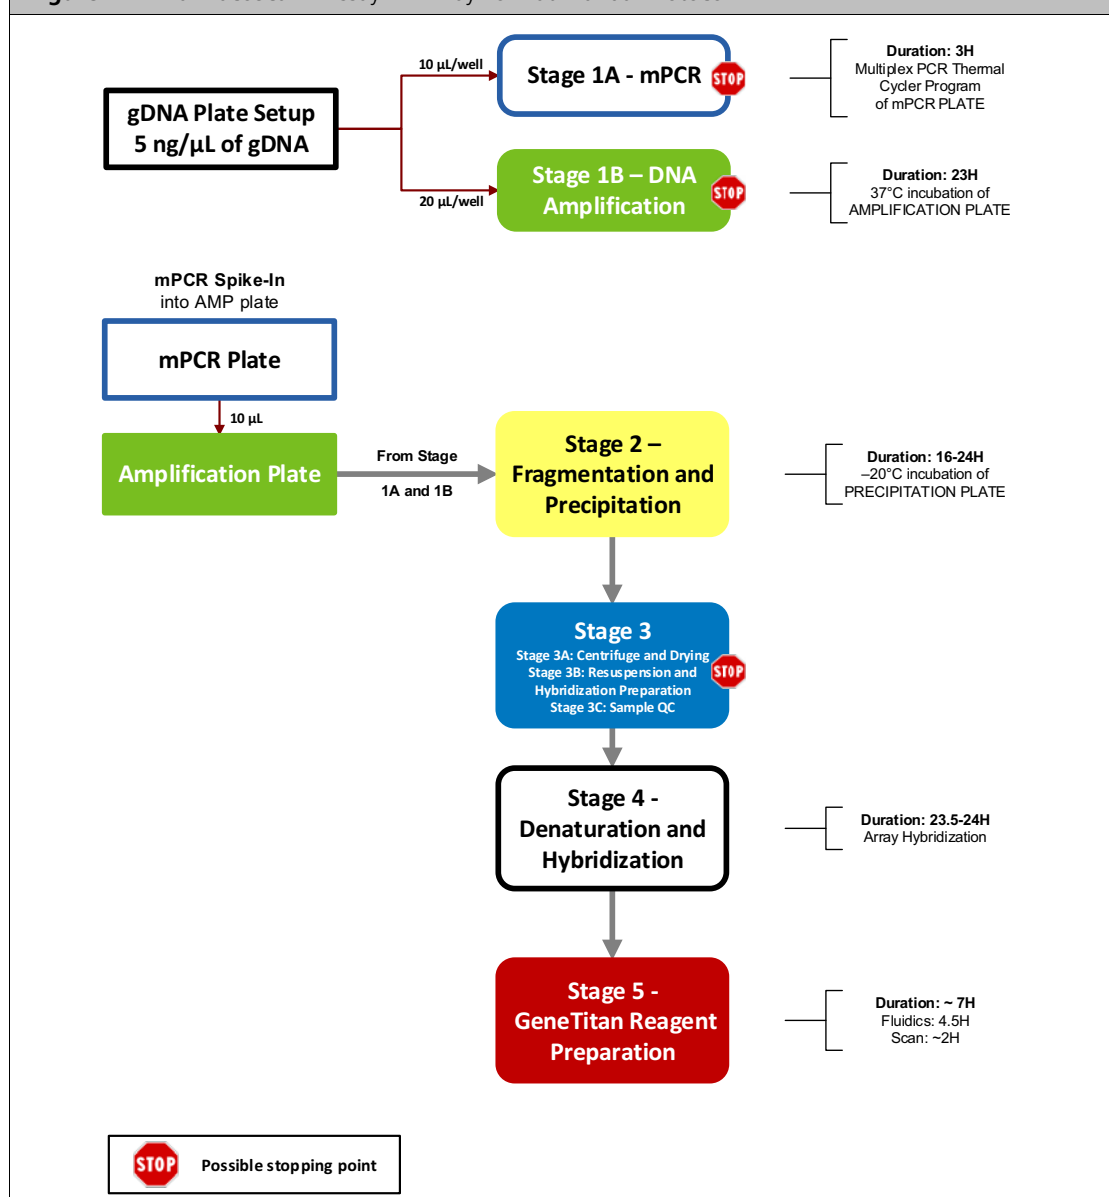 gDNA Plate Setup
5 ng/µL of gDNA
10 µL/well
20 µL/well
Stage 1A - mPCR
STOP
Duration: 3H
Multiplex PCR Thermal
Cycler Program
of mPCR PLATE
Stage 1B – DNA
Amplification
STOP
Duration: 23H
37°C incubation of
AMPLIFICATION PLATE
mPCR Spike-In
into AMP plate
mPCR Plate
10 µL
Amplification Plate
From Stage
1A and 1B
Stage 2 –
Fragmentation and
Precipitation
Duration: 16-24H
–20°C incubation of
PRECIPITATION PLATE
Stage 3
Stage 3A: Centrifuge and Drying
Stage 3B: Resuspension and
Hybridization Preparation
Stage 3C: Sample QC
STOP
Stage 4 -
Denaturation and
Hybridization
Duration: 23.5-24H
Array Hybridization
Stage 5 -
GeneTitan Reagent
Preparation
Duration: ~ 7H
Fluidics: 4.5H
Scan: ~2H
STOP
Possible stopping point